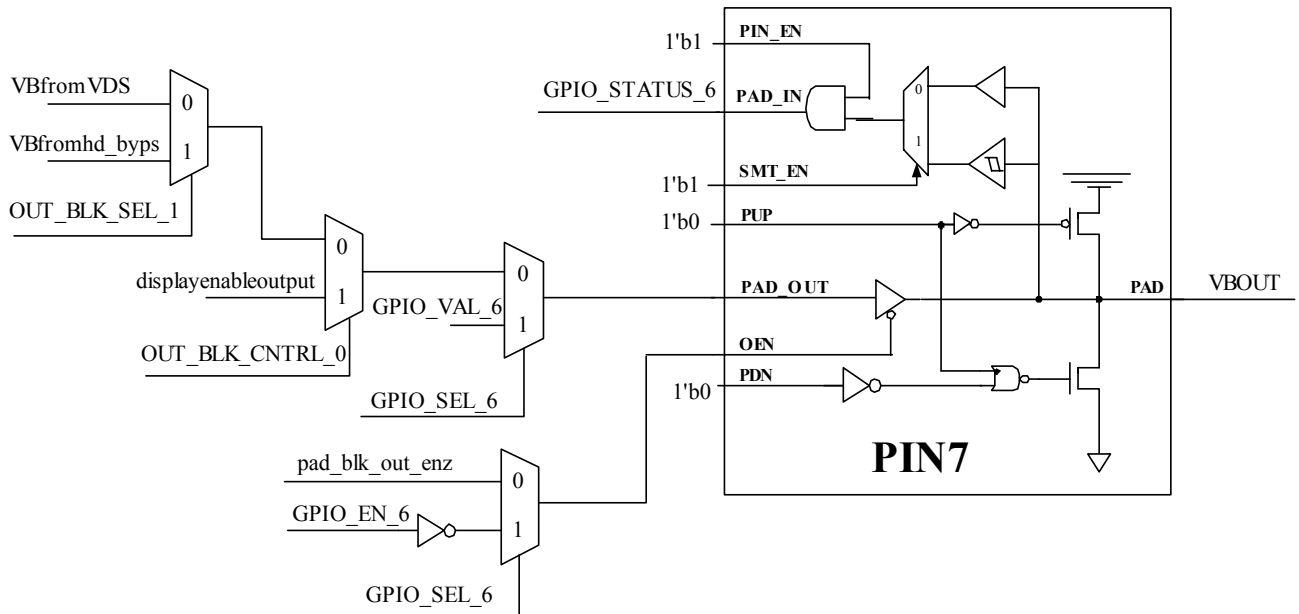 PIN_EN
1'b1
VBfromVDS
0
GPIO_STATUS_6
PAD_IN
0
VBfromhd_byps
1
1
1'b1
SMT_EN
OUT_BLK_SEL_1
1'b0
PUP
0
0
displayenableoutput
1
PAD_OUT
PAD
VBOUT
GPIO_VAL_6
1
OUT_BLK_CNTRL_0
OEN
1'b0
PDN
GPIO_SEL_6
PIN7
pad_blk_out_enz
0
GPIO_EN_6
1
GPIO_SEL_6